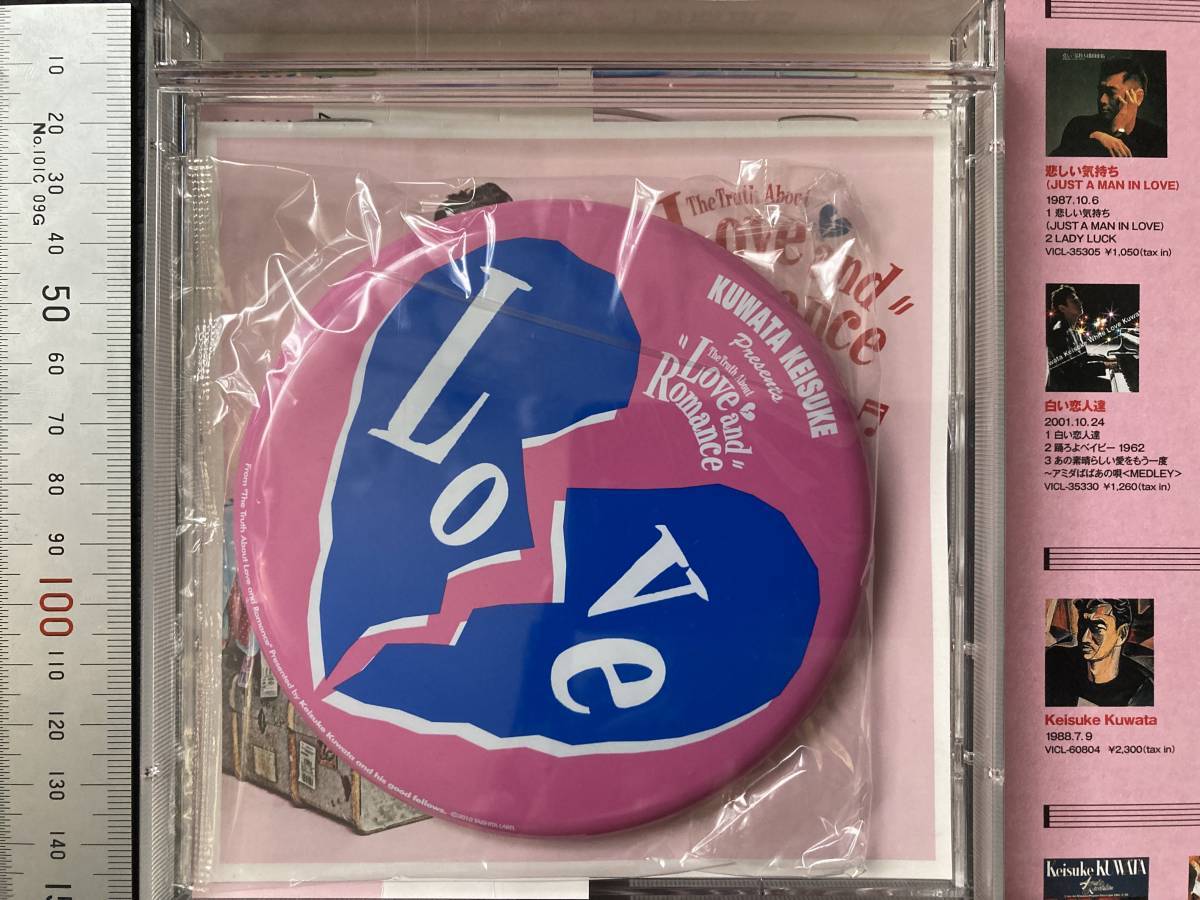 10
20
30
40
50
60
70
80
90
100
110
120
130
140
No.101C 09G
The Truth About
Love and
KUWATA KEISUKE
Presents
The Truth About
"Love and
Romance"
Lo
ve
From "The Truth About Love and Romance" Presented by Keisuke Kuwata and his good fellows.
悲しい気持ち
(JUST A MAN IN LOVE)
1987.10.6
1 悲しい気持ち
(JUST A MAN IN LOVE)
2 LADY LUCK
VICL-35305 ¥1,050(tax in)
白い恋人達
2001.10.24
1 白い恋人達
2 踊ろよベイビー 1962
3 あの素晴らしい愛をもう一度
～アミダばばあの唄<MEDLEY>
VICL-35330 ¥1,260(tax in)
Keisuke Kuwata
1988.7.9
VICL-60804 ¥2,300(tax in)
Keisuke KUWATA